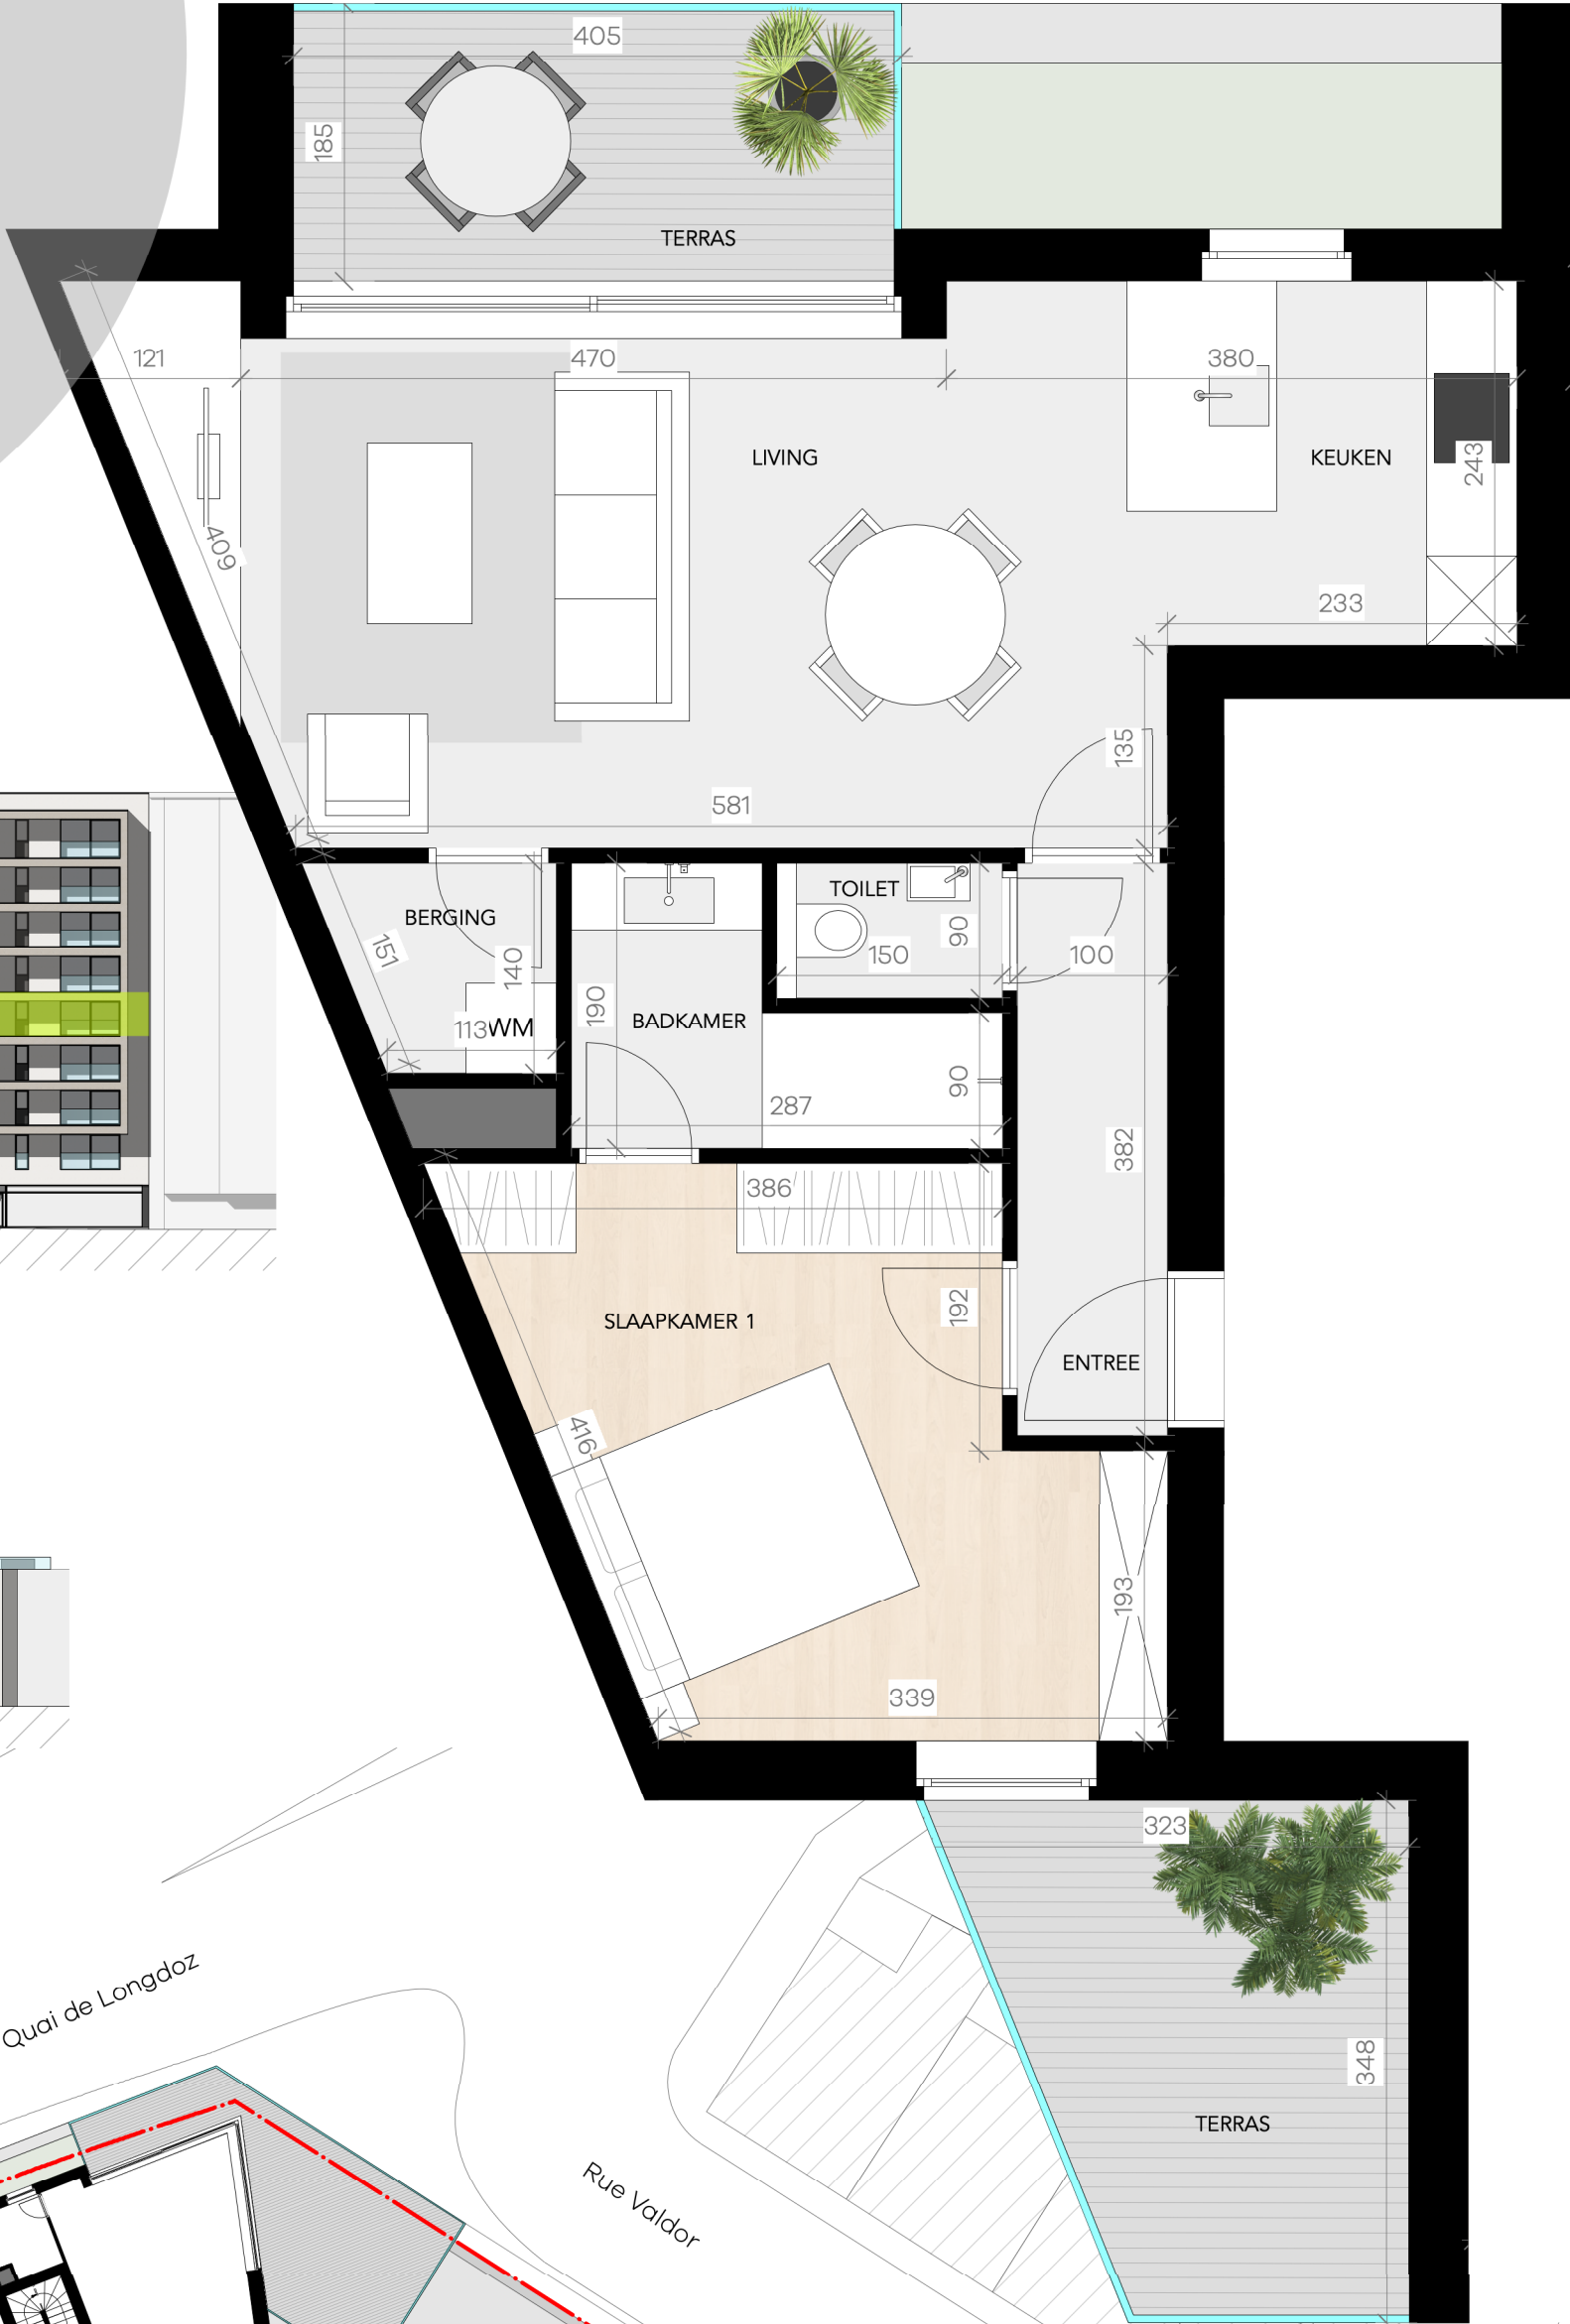 405
185
TERRAS
121
470
380
LIVING
KEUKEN
243
409
233
135
581
TOILET
BERGING
90
151
140
150
100
190
BADKAMER
113
WM
90
287
382
386
192
SLAAPKAMER 1
ENTREE
416
193
339
323
348
TERRAS
Quai de Longdoz
Rue Valdor